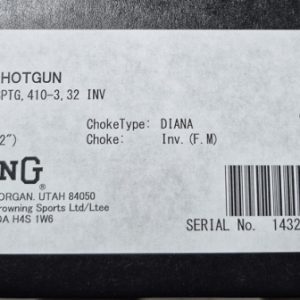 HOTGUN
PTG, 410-3, 32 INV
ChokeType: DIANA
2") Choke: Inv. (F. M)
NG®
ORGAN, UTAH 84050
rowning Sports Ltd/Ltee
DA H4S 1W6
SERIAL No. 1432